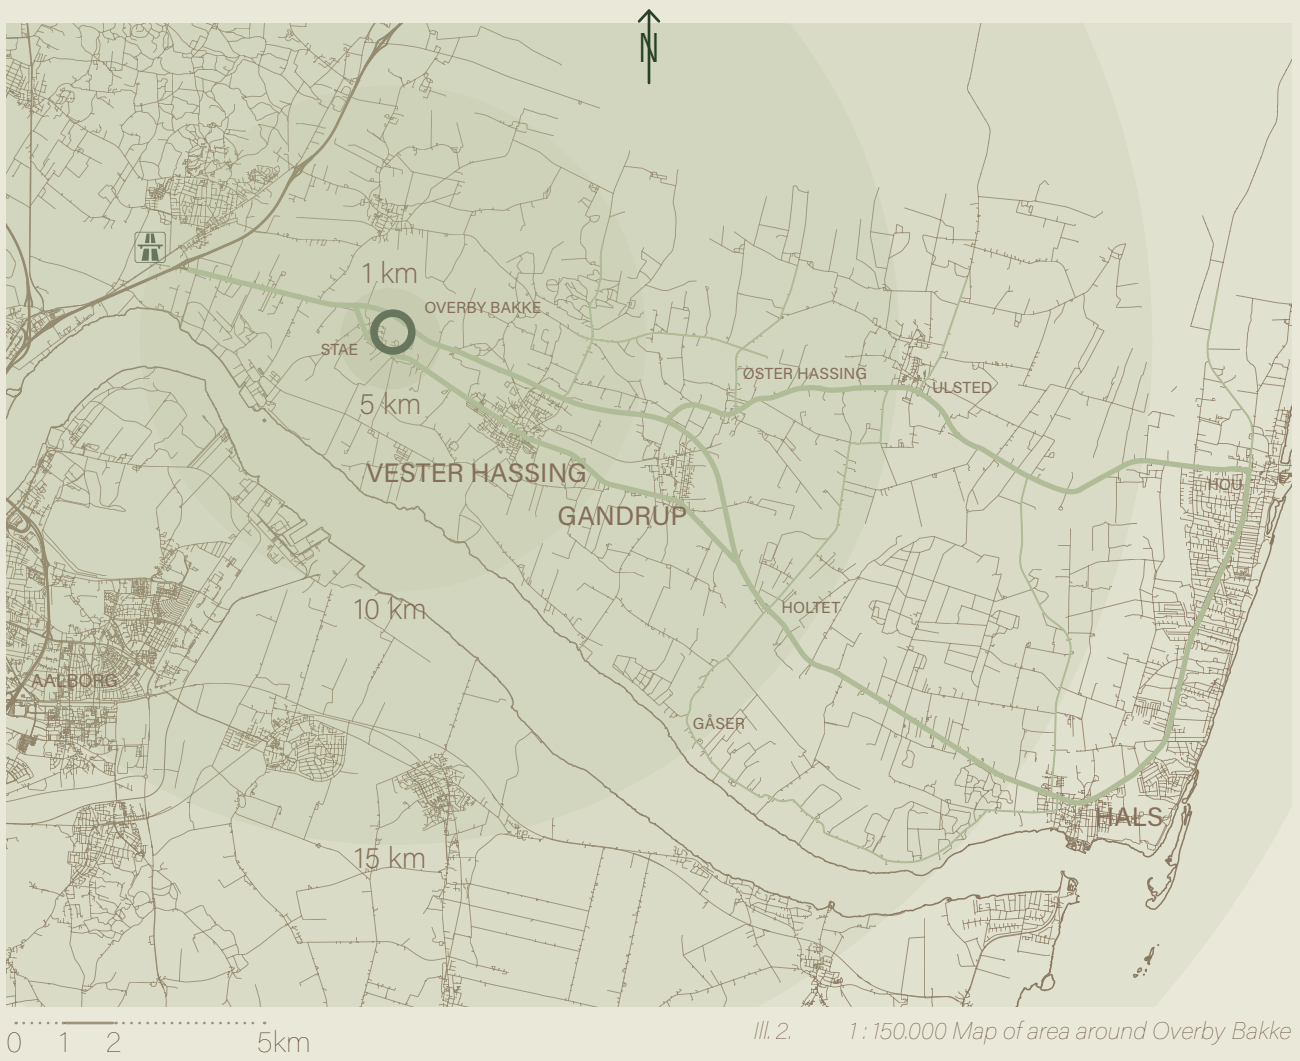 N
1 km
OVERBY BAKKE
STAE
ØSTER HASSING
ULSTED
5 km
VESTER HASSING
HOU
GANDRUP
10 km
HOLTET
AALBORG
GÅSER
HALS
15 km
0 1 2 5km
Ill. 2. 1 : 150.000 Map of area around Overby Bakke